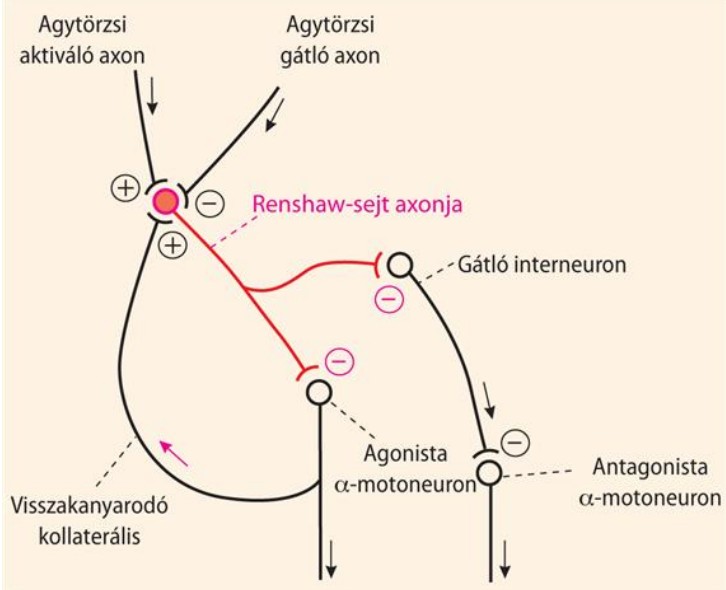 Agytörzsi
aktiváló axon
Agytörzsi
gátló axon
+
−
+
Renshaw-sejt axonja
Gátló interneuron
−
−
−
Agonista
α-motoneuron
Antagonista
α-motoneuron
Visszakanyarodó
kollaterális